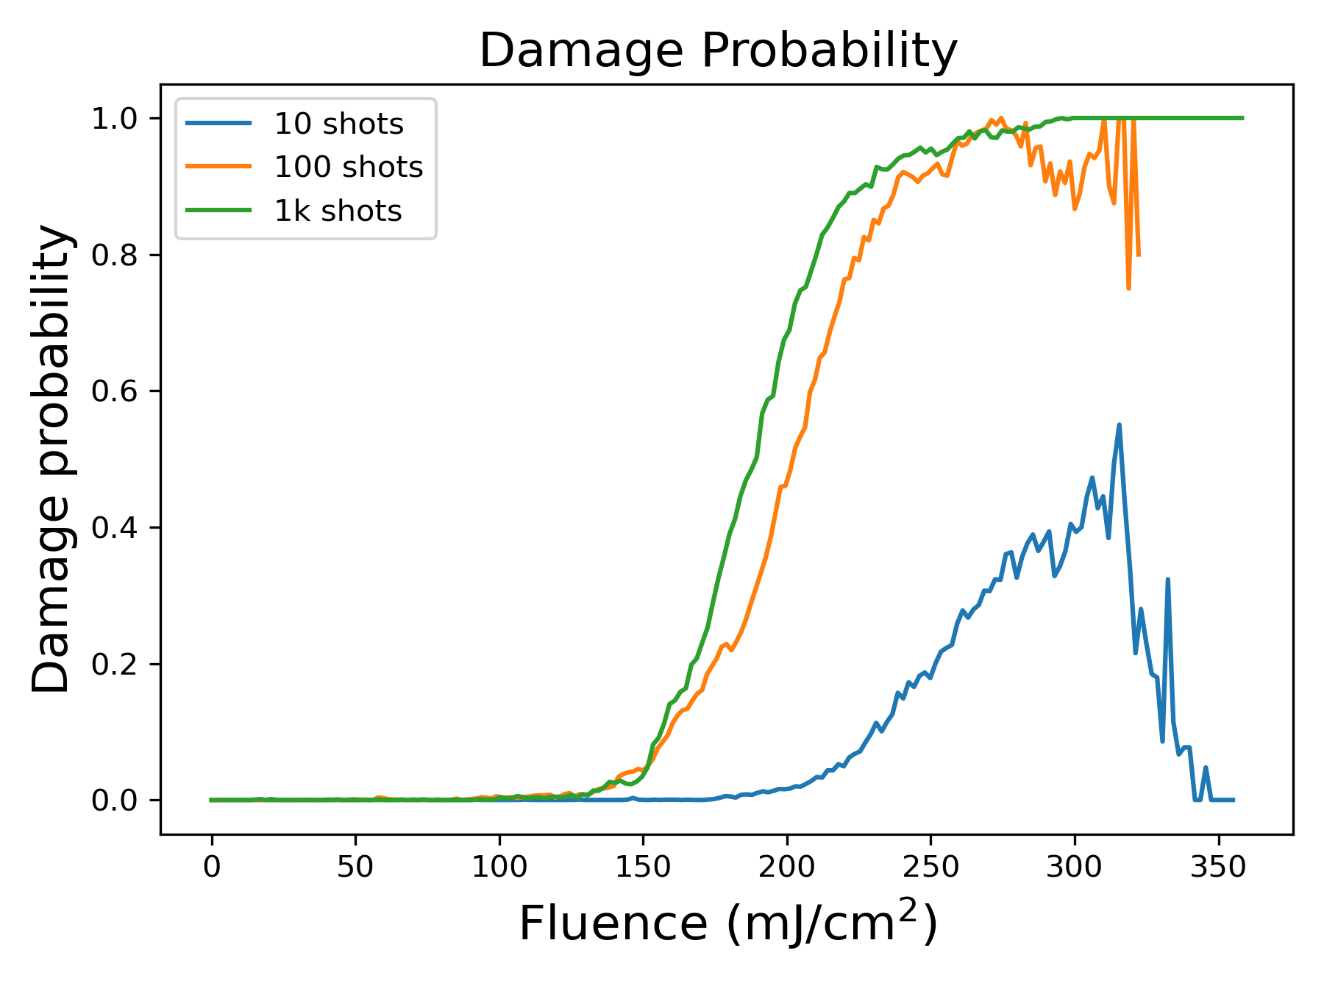 Damage Probability
10 shots
100 shots
1k shots
Damage probability
1.0
0.8
0.6
0.4
0.2
0.0
0 50 100 150 200 250 300 350
Fluence (mJ/cm²)